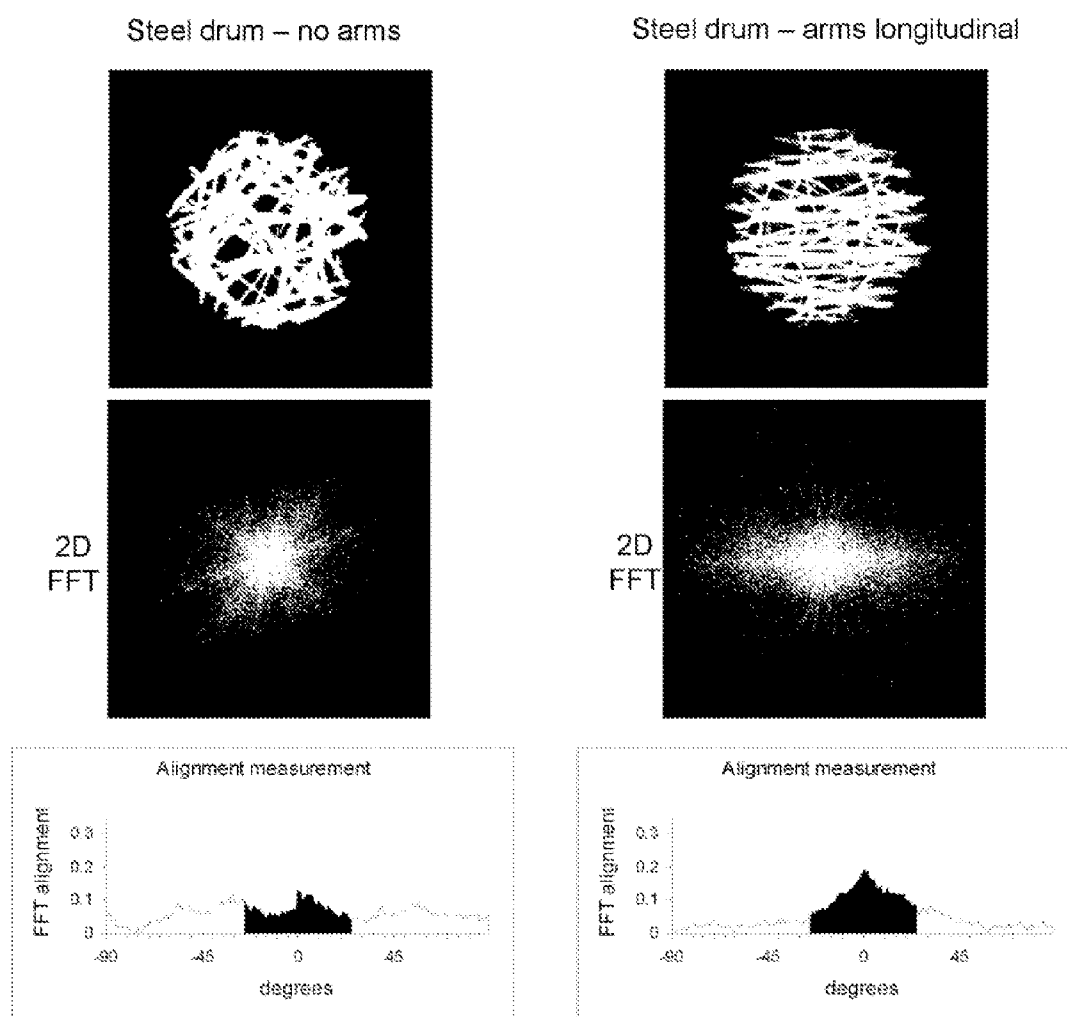 Steel drum – no arms
Steel drum – arms longitudinal
2D
FFT
2D
FFT
Alignment measurement
FFT alignment
0.3
0.2
0.1
0
-90
-45
0
45
degrees
Alignment measurement
FFT alignment
0.3
0.2
0.1
0
-90
-45
0
45
degrees